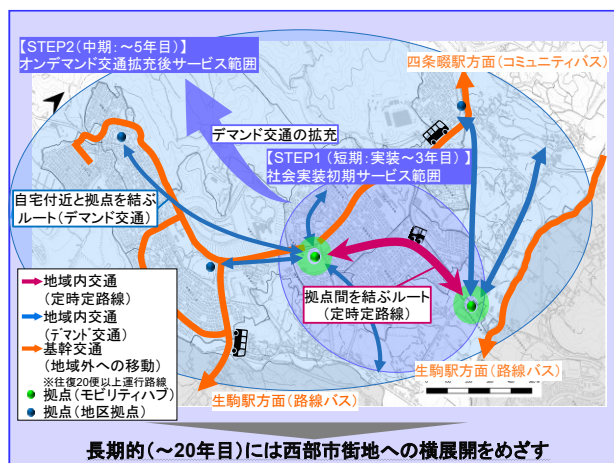 【STEP2（中期：～5年目）】
オンデマンド交通拡充後サービス範囲
四条畷駅方面（コミュニティバス）
デマンド交通の拡充
【STEP1（短期：実装～3年目）】
社会実装初期サービス範囲
自宅付近と拠点を結ぶ
ルート（デマンド交通）
拠点間を結ぶルート
（定時定路線）
地域内交通
（定時定路線）
地域内交通
（デマンド交通）
基幹交通
（地域外への移動）
※往復20便以上運行路線
拠点（モビリティハブ）
拠点（地区拠点）
生駒駅方面（路線バス）
生駒駅方面（路線バス）
長期的（～20年目）には西部市街地への横展開をめざす